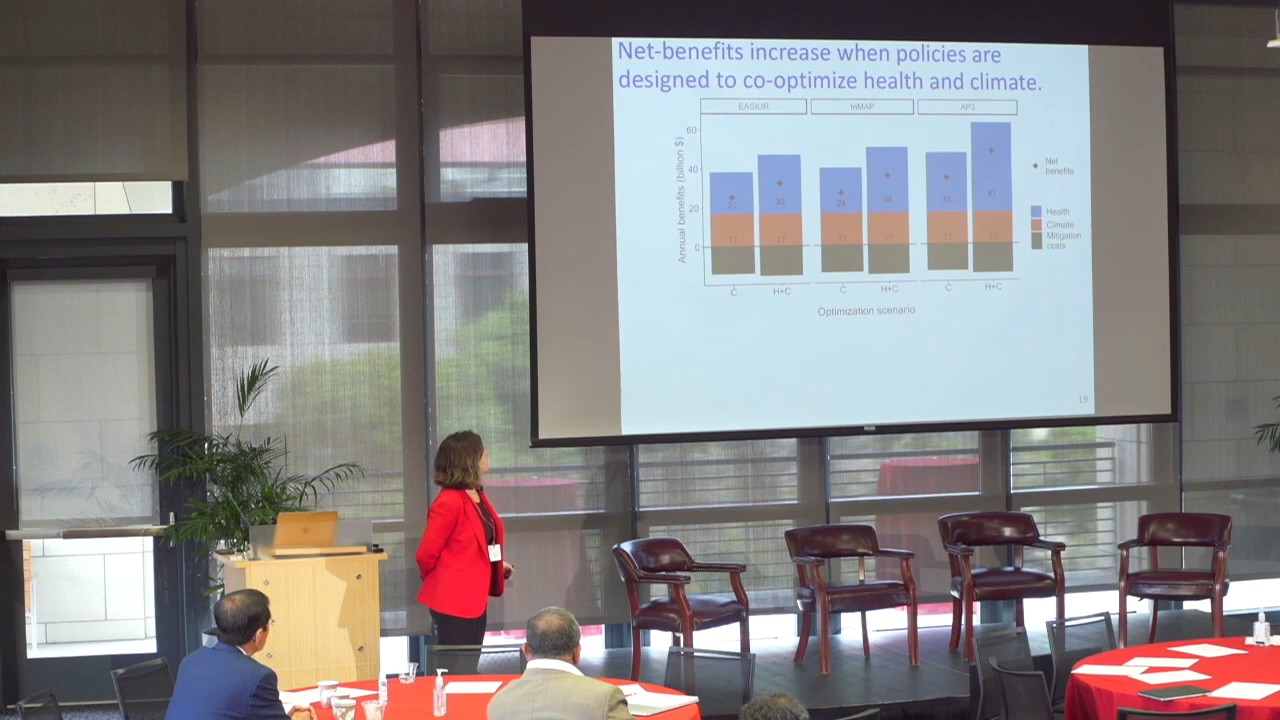 Net-benefits increase when policies are
designed to co-optimize health and climate.
EASIUR InMAP AP3
Annual benefits (billion $)
60
40
20
0
21 30 24 34 31 47
17 17 17 17 17 17
C H+C C H+C C H+C
Optimization scenario
Net
benefits
Health
Climate
Mitigation
costs
19